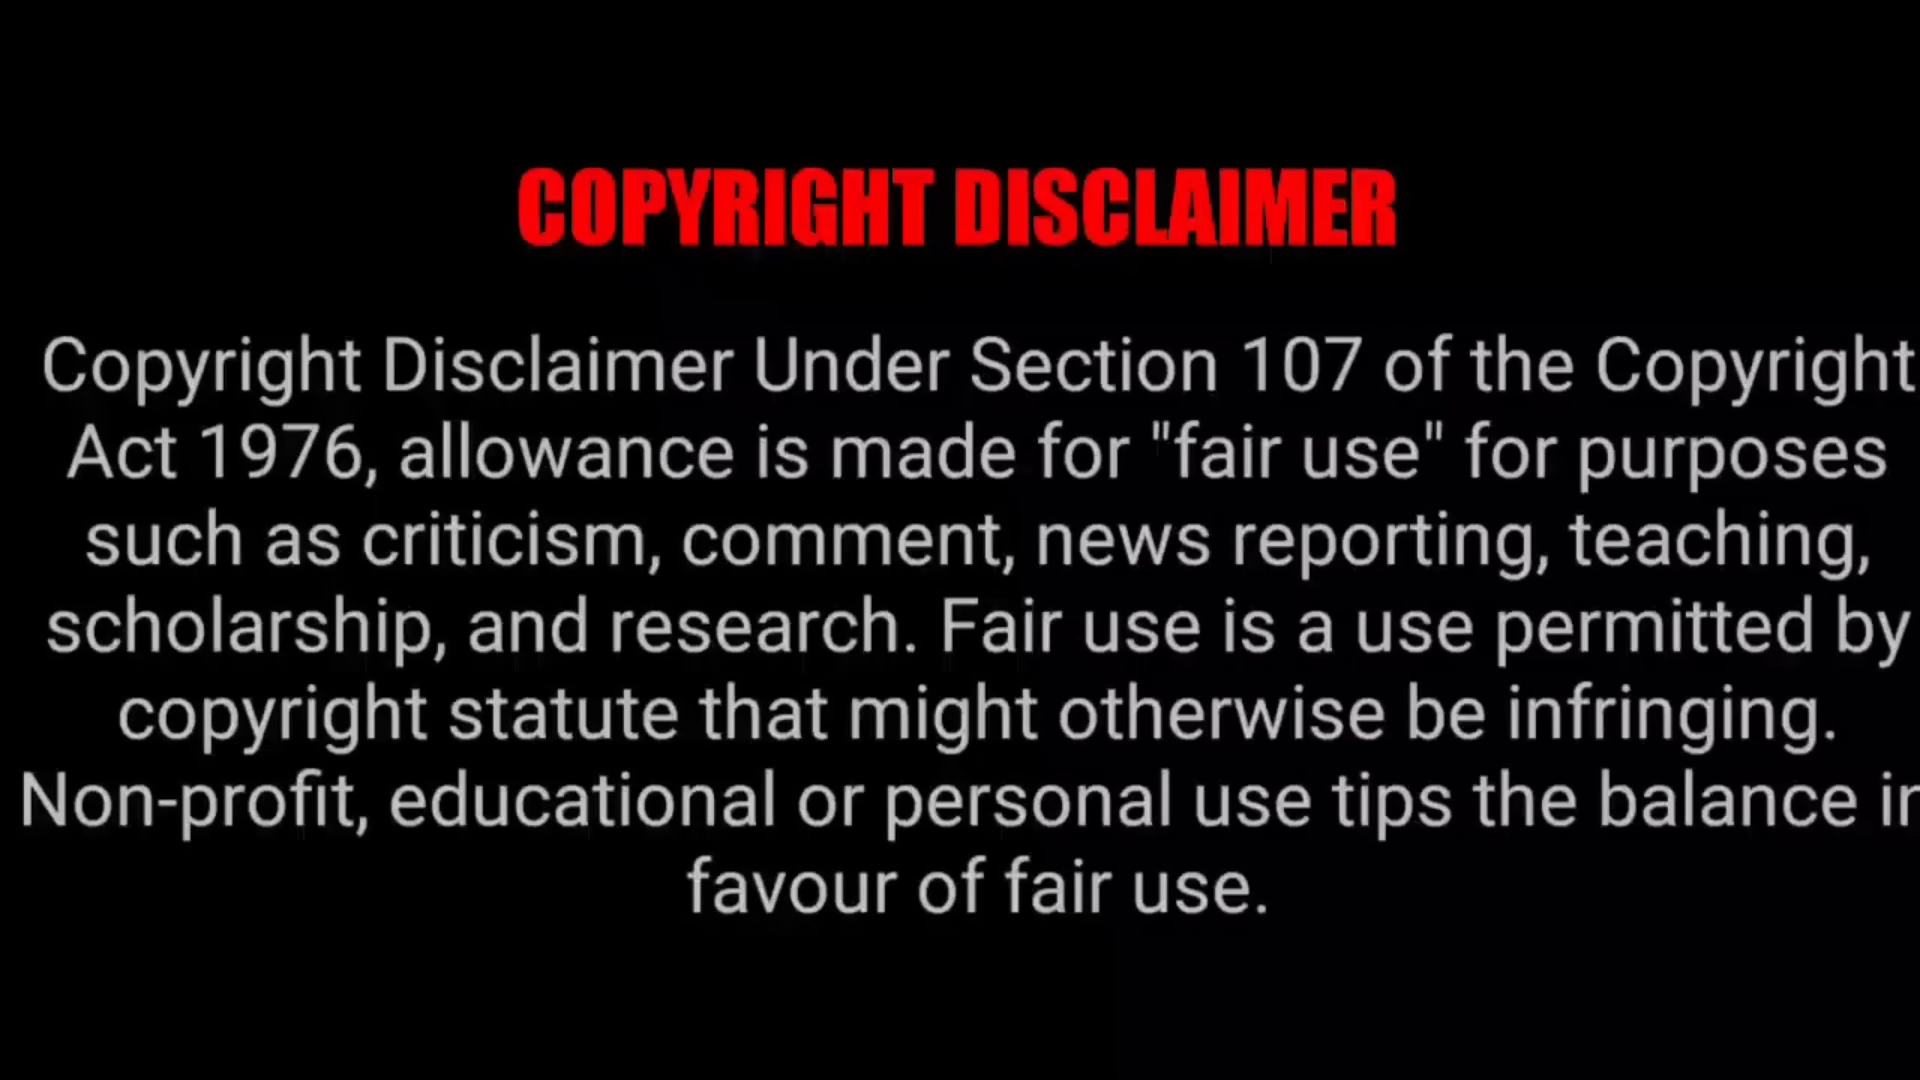 COPYRIGHT DISCLAIMER
Copyright Disclaimer Under Section 107 of the Copyright
Act 1976, allowance is made for "fair use" for purposes
such as criticism, comment, news reporting, teaching,
scholarship, and research. Fair use is a use permitted by
copyright statute that might otherwise be infringing.
Non-profit, educational or personal use tips the balance in
favour of fair use.